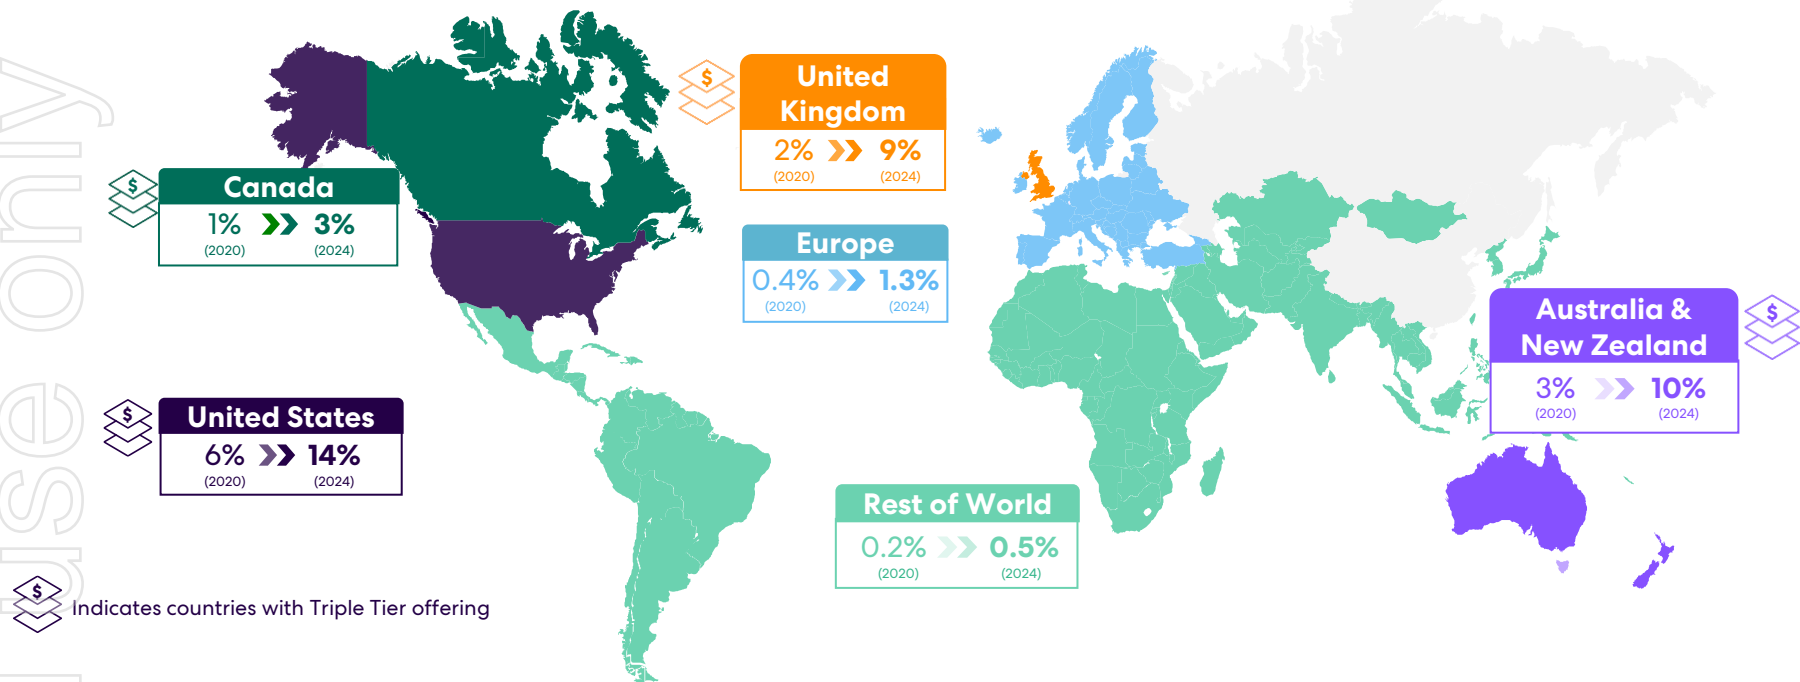 use only
United
Kingdom
2% 9%
(2020) (2024)
$
Canada
1% 3%
(2020) (2024)
$
Europe
0.4% 1.3%
(2020) (2024)
Australia &
New Zealand
3% 10%
(2020) (2024)
$
United States
6% 14%
(2020) (2024)
$
Rest of World
0.2% 0.5%
(2020) (2024)
$
Indicates countries with Triple Tier offering